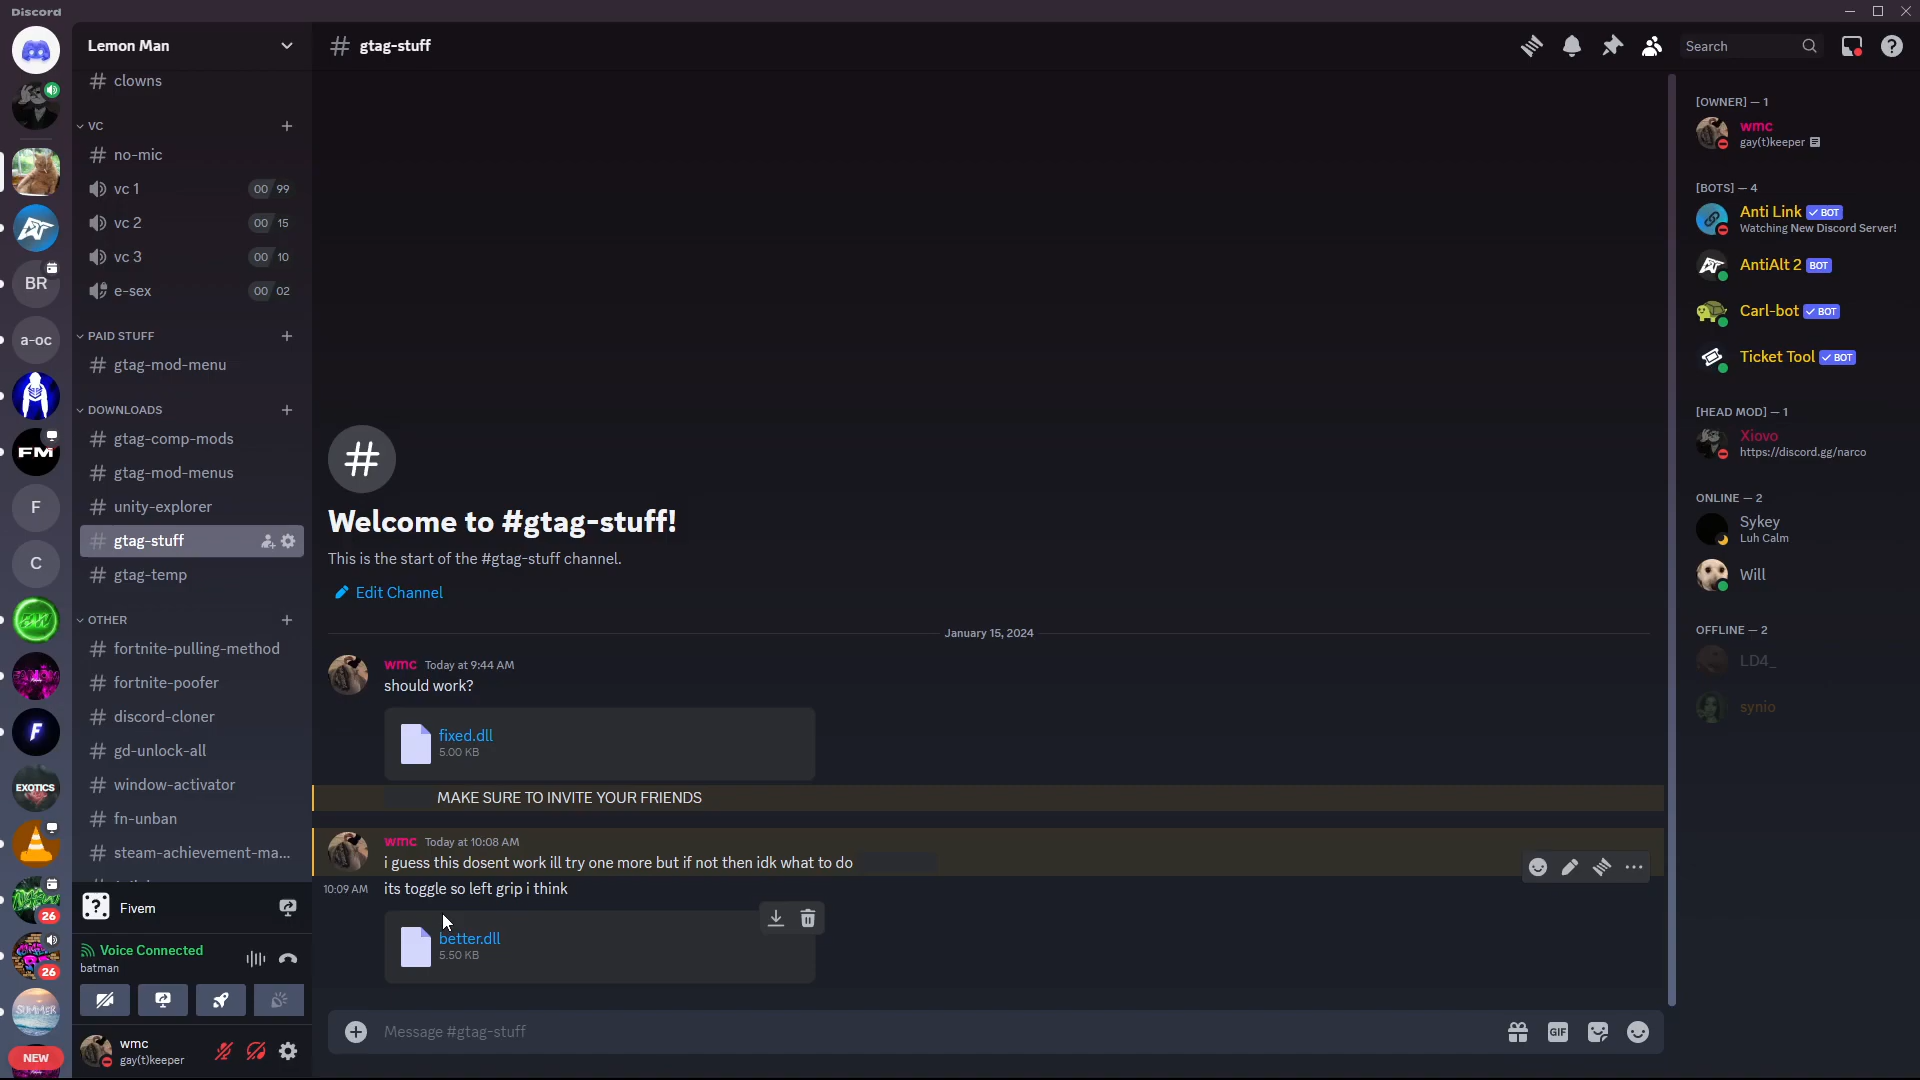 Discord
Lemon Man
clowns
VC
no-mic
vc 1
00 99
vc 2
00 15
vc 3
00 10
e-sex
00 02
PAID STUFF
gtag-mod-menu
DOWNLOADS
gtag-comp-mods
gtag-mod-menus
unity-explorer
gtag-stuff
gtag-temp
OTHER
fortnite-pulling-method
fortnite-poofer
discord-cloner
gd-unlock-all
window-activator
fn-unban
steam-achievement-ma...
Fivem
Voice Connected
batman
wmc
gay(t)keeper
BR
a-oc
FM
F
C
F
EXOTICS
26
26
SUMMER
NEW
gtag-stuff
Search
Welcome to #gtag-stuff!
This is the start of the #gtag-stuff channel.
Edit Channel
January 15, 2024
wmc Today at 9:44 AM
should work?
fixed.dll
5.00 KB
MAKE SURE TO INVITE YOUR FRIENDS
wmc Today at 10:08 AM
i guess this dosent work ill try one more but if not then idk what to do
10:09 AM its toggle so left grip i think
better.dll
5.50 KB
Message #gtag-stuff
GIF
[OWNER] — 1
wmc
gay(t)keeper
[BOTS] — 4
Anti Link BOT
Watching New Discord Server!
AntiAlt 2 BOT
Carl-bot BOT
Ticket Tool BOT
[HEAD MOD] — 1
Xiovo
https://discord.gg/narco
ONLINE — 2
Sykey
Luh Calm
Will
OFFLINE — 2
LD4_
synio